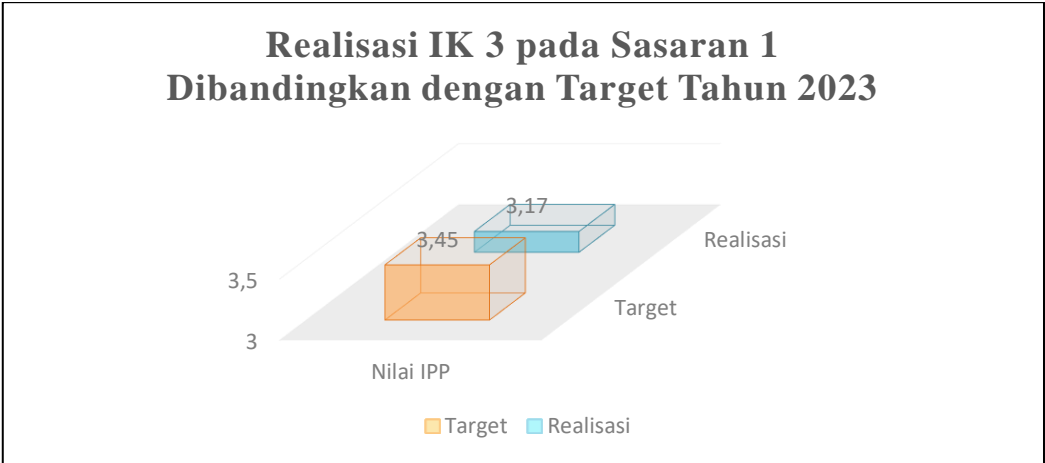 Realisasi IK 3 pada Sasaran 1
Dibandingkan dengan Target Tahun 2023
3,17
3,45
Realisasi
3,5
Target
3
Nilai IPP
Target Realisasi